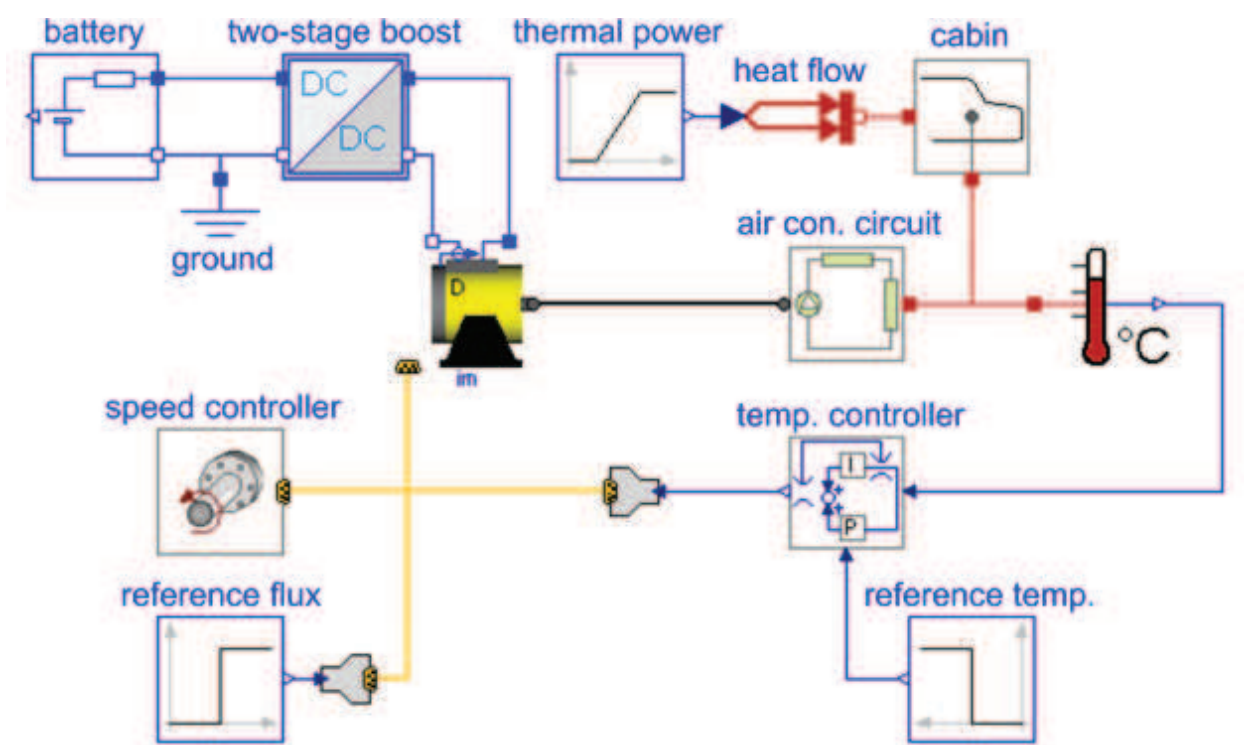 battery
two-stage boost
thermal power
cabin
heat flow
DC
DC
ground
air con. circuit
D
im
°C
speed controller
temp. controller
I
+
+
P
reference flux
reference temp.